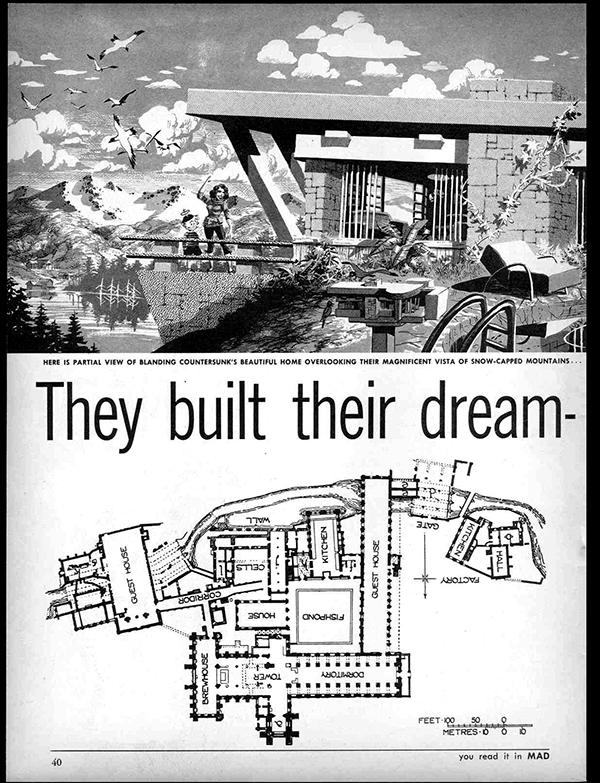 HERE IS PARTIAL VIEW OF BLANDING COUNTERSUNK'S BEAUTIFUL HOME OVERLOOKING THEIR MAGNIFICENT VISTA OF SNOW-CAPPED MOUNTAINS...
They built their dream-
WALL
KITCHEN
GUEST HOUSE
GATE
KITCHEN
HALL
FACTORY
GUEST HOUSE
CELLS
CORRIDOR
HOUSE
FISHPOND
BREWHOUSE
TOWER
DORMITORY
FEET·100 50 0
METRES·10 0 10
40
you read it in MAD